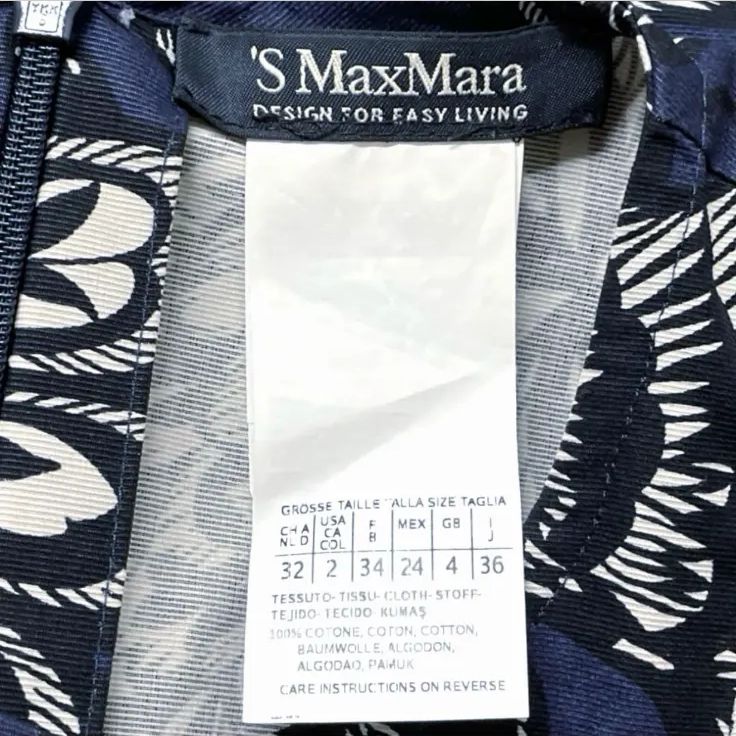 YKK
'S MaxMara
DESIGN FOR EASY LIVING
GROSSE TAILLE TALLA SIZE TAGLIA
CH A NL D USA CA COL F B MEX GB I J
32 2 34 24 4 36
TESSUTO- TISSU- CLOTH- STOFF-
TEJIDO- TECIDO- KUMAŞ
100% COTONE, COTON, COTTON,
BAUMWOLLE, ALGODON,
ALGODAO, PAMUK
CARE INSTRUCTIONS ON REVERSE